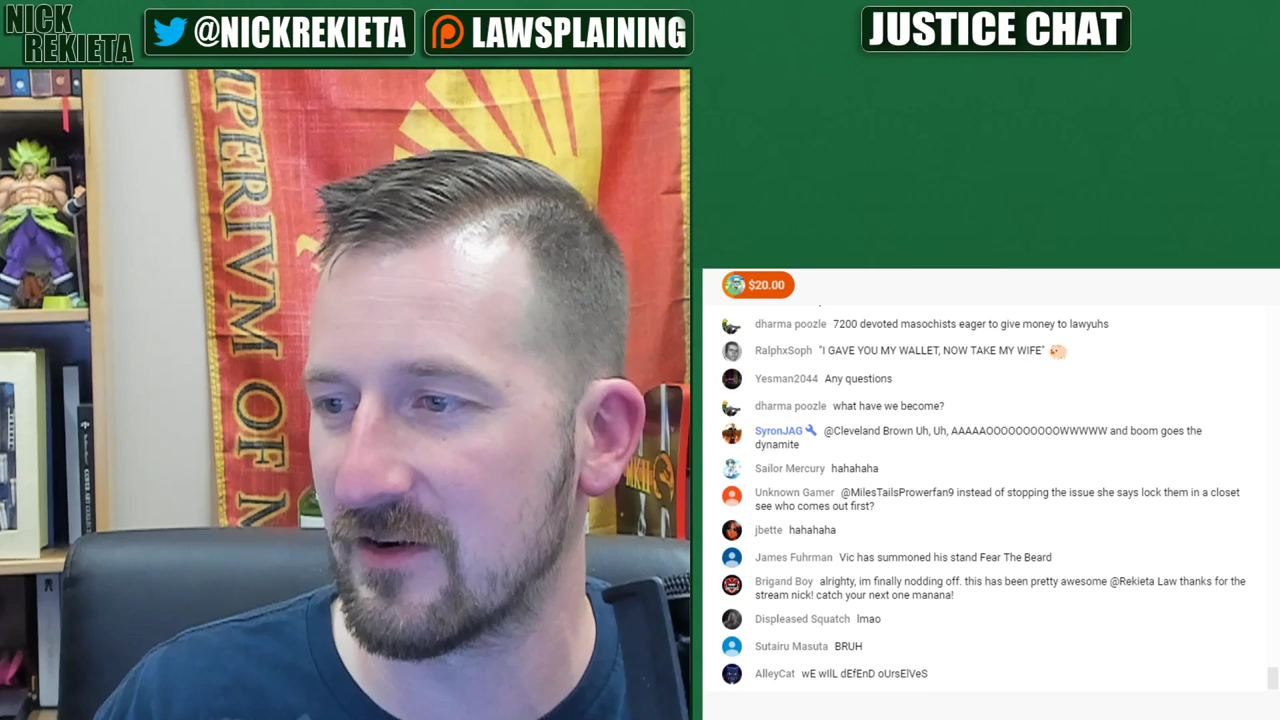 NICK
REKIETA
@NICKREKIETA
LAWSPLAINING
JUSTICE CHAT
IPERIVM OF M
MKII
$20.00
dharma poozle 7200 devoted masochists eager to give money to lawyuhs
RalphxSoph "I GAVE YOU MY WALLET, NOW TAKE MY WIFE"
Yesman2044 Any questions
dharma poozle what have we become?
SyronJAG @Cleveland Brown Uh, Uh, AAAAAOOOOOOOOOOWWWWW and boom goes the
dynamite
Sailor Mercury hahahaha
Unknown Gamer @MilesTailsProwerfan9 instead of stopping the issue she says lock them in a closet
see who comes out first?
jbette hahahaha
James Fuhrman Vic has summoned his stand Fear The Beard
Brigand Boy alrighty, im finally nodding off. this has been pretty awesome @Rekieta Law thanks for the
stream nick! catch your next one manana!
Displeased Squatch lmao
Sutairu Masuta BRUH
AlleyCat wE wilL dEfEnD oUrsElVeS